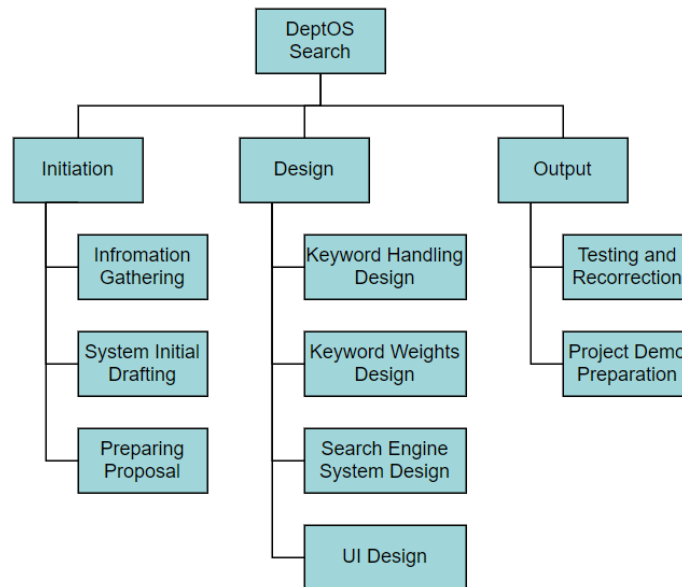 DeptOS
Search
Initiation
Design
Output
Infromation
Gathering
Keyword Handling
Design
Testing and
Recorrection
System Initial
Drafting
Keyword Weights
Design
Project Demo
Preparation
Preparing
Proposal
Search Engine
System Design
UI Design